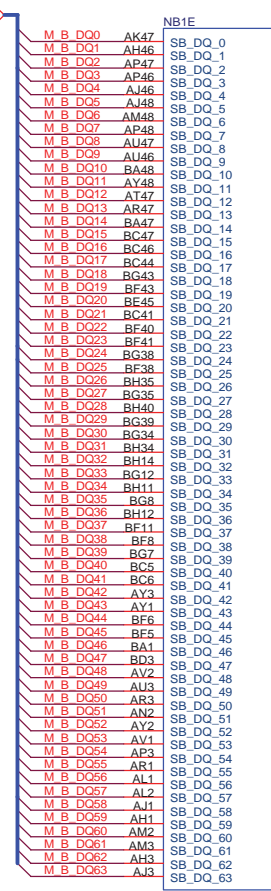 NB1E
M_B_DQ0 AK47 SB_DQ_0
M_B_DQ1 AH46 SB_DQ_1
M_B_DQ2 AP47 SB_DQ_2
M_B_DQ3 AP46 SB_DQ_3
M_B_DQ4 AJ46 SB_DQ_4
M_B_DQ5 AJ48 SB_DQ_5
M_B_DQ6 AM48 SB_DQ_6
M_B_DQ7 AP48 SB_DQ_7
M_B_DQ8 AU47 SB_DQ_8
M_B_DQ9 AU46 SB_DQ_9
M_B_DQ10 BA48 SB_DQ_10
M_B_DQ11 AY48 SB_DQ_11
M_B_DQ12 AT47 SB_DQ_12
M_B_DQ13 AR47 SB_DQ_13
M_B_DQ14 BA47 SB_DQ_14
M_B_DQ15 BC47 SB_DQ_15
M_B_DQ16 BC46 SB_DQ_16
M_B_DQ17 BC44 SB_DQ_17
M_B_DQ18 BG43 SB_DQ_18
M_B_DQ19 BF43 SB_DQ_19
M_B_DQ20 BE45 SB_DQ_20
M_B_DQ21 BC41 SB_DQ_21
M_B_DQ22 BF40 SB_DQ_22
M_B_DQ23 BF41 SB_DQ_23
M_B_DQ24 BG38 SB_DQ_24
M_B_DQ25 BF38 SB_DQ_25
M_B_DQ26 BH35 SB_DQ_26
M_B_DQ27 BG35 SB_DQ_27
M_B_DQ28 BH40 SB_DQ_28
M_B_DQ29 BG39 SB_DQ_29
M_B_DQ30 BG34 SB_DQ_30
M_B_DQ31 BH34 SB_DQ_31
M_B_DQ32 BH14 SB_DQ_32
M_B_DQ33 BG12 SB_DQ_33
M_B_DQ34 BH11 SB_DQ_34
M_B_DQ35 BG8 SB_DQ_35
M_B_DQ36 BH12 SB_DQ_36
M_B_DQ37 BF11 SB_DQ_37
M_B_DQ38 BF8 SB_DQ_38
M_B_DQ39 BG7 SB_DQ_39
M_B_DQ40 BC5 SB_DQ_40
M_B_DQ41 BC6 SB_DQ_41
M_B_DQ42 AY3 SB_DQ_42
M_B_DQ43 AY1 SB_DQ_43
M_B_DQ44 BF6 SB_DQ_44
M_B_DQ45 BF5 SB_DQ_45
M_B_DQ46 BA1 SB_DQ_46
M_B_DQ47 BD3 SB_DQ_47
M_B_DQ48 AV2 SB_DQ_48
M_B_DQ49 AU3 SB_DQ_49
M_B_DQ50 AR3 SB_DQ_50
M_B_DQ51 AN2 SB_DQ_51
M_B_DQ52 AY2 SB_DQ_52
M_B_DQ53 AV1 SB_DQ_53
M_B_DQ54 AP3 SB_DQ_54
M_B_DQ55 AR1 SB_DQ_55
M_B_DQ56 AL1 SB_DQ_56
M_B_DQ57 AL2 SB_DQ_57
M_B_DQ58 AJ1 SB_DQ_58
M_B_DQ59 AH1 SB_DQ_59
M_B_DQ60 AM2 SB_DQ_60
M_B_DQ61 AM3 SB_DQ_61
M_B_DQ62 AH3 SB_DQ_62
M_B_DQ63 AJ3 SB_DQ_63